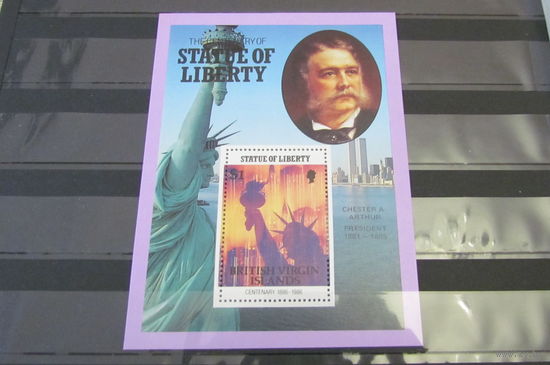 THE CENTENARY OF
STATUE OF
LIBERTY
STATUE OF LIBERTY
$1
CHESTER A.
ARTHUR
PRESIDENT
1881-1885
BRITISH VIRGIN
ISLANDS
CENTENARY 1886-1986